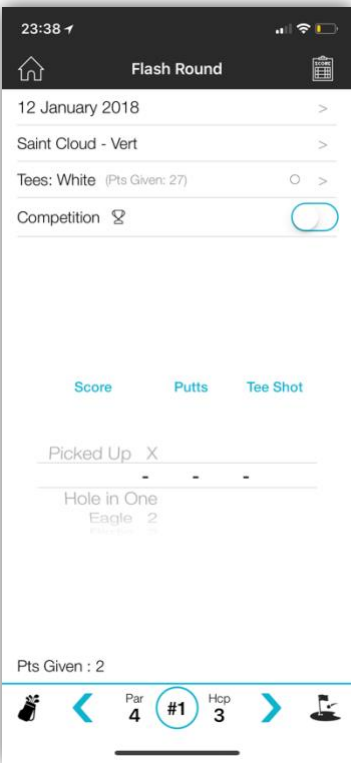 23:38
Flash Round
SCORE
12 January 2018 >
Saint Cloud - Vert >
Tees: White (Pts Given: 27) >
Competition
Score Putts Tee Shot
Picked Up X
- - -
Hole in One
Eagle 2
Pts Given : 2
Par 4 #1 Hcp 3